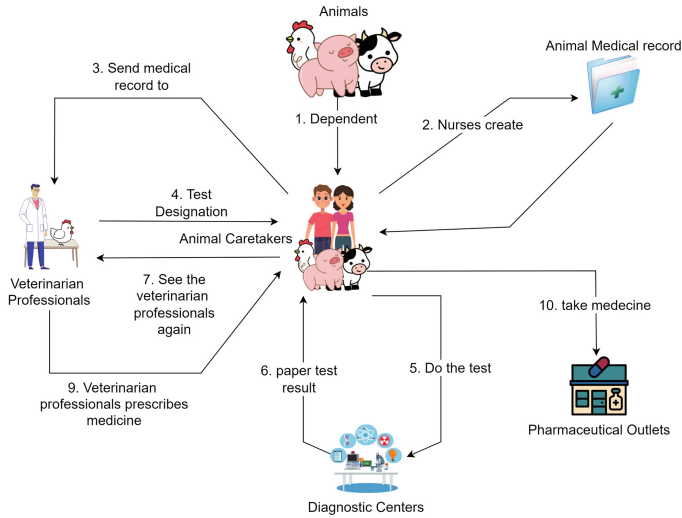 Animals
Animal Medical record
3. Send medical
record to
1. Dependent
2. Nurses create
4. Test
Designation
Animal Caretakers
Veterinarian
Professionals
7. See the
veterinarian
professionals
again
10. take medecine
6. paper test
result
5. Do the test
9. Veterinarian
professionals prescribes
medicine
Pharmaceutical Outlets
Diagnostic Centers